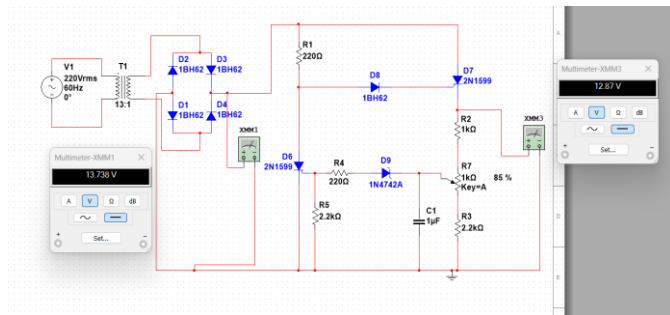 V1
220Vrms
60Hz
0°
T1
13:1
D2
1BH62
D3
1BH62
D1
1BH62
D4
1BH62
R1
220Ω
D8
1BH62
D7
2N1599
XMM1
XMM3
R2
1kΩ
D6
2N1599
R4
220Ω
D9
1N4742A
R7
1kΩ
Key=A
85 %
R5
2.2kΩ
C1
1µF
R3
2.2kΩ
Multimeter-XMM1
13.738 V
A V Ω dB
Set...
+ -
Multimeter-XMM3
12.87 V
A V Ω dB
Set...
+ -